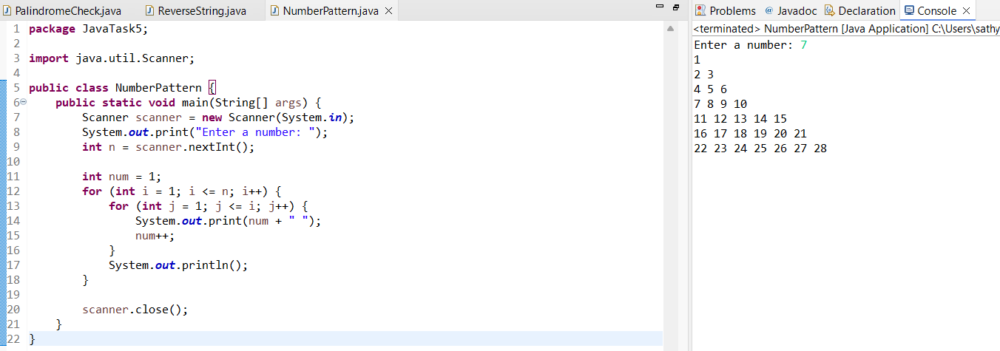 PalindromeCheck.java ReverseString.java NumberPattern.java
1 package JavaTask5;
2
3 import java.util.Scanner;
4
5 public class NumberPattern {
6 public static void main(String[] args) {
7 Scanner scanner = new Scanner(System.in);
8 System.out.print("Enter a number: ");
9 int n = scanner.nextInt();
10
11 int num = 1;
12 for (int i = 1; i <= n; i++) {
13 for (int j = 1; j <= i; j++) {
14 System.out.print(num + " ");
15 num++;
16 }
17 System.out.println();
18 }
19
20 scanner.close();
21 }
22 }
Problems @ Javadoc Declaration Console
<terminated> NumberPattern [Java Application] C:\Users\sathy
Enter a number: 7
1
2 3
4 5 6
7 8 9 10
11 12 13 14 15
16 17 18 19 20 21
22 23 24 25 26 27 28